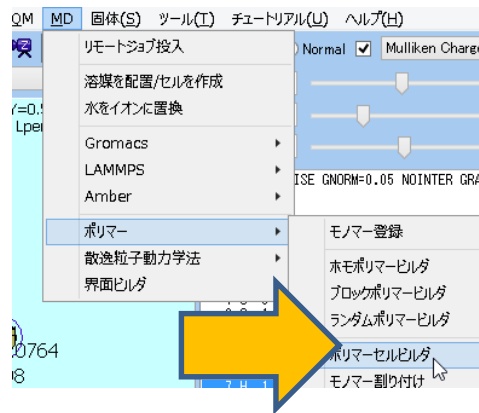 QM MD 固体(S) ツール(T) チュートリアル(U) ヘルプ(H)
リモートジョブ投入
Normal Mulliken Charge
溶媒を配置/セルを作成
水をイオンに置換
Y=0.5
Lper
Gromacs
LAMMPS
ISE GNORM=0.05 NOINTER GRA
Amber
ポリマー
モノマー登録
散逸粒子動力学法
ホモポリマービルダ
界面ビルダ
ブロックポリマービルダ
ランダムポリマービルダ
0764
ポリマーセルビルダ
8
モノマー割り付け
7 H 1